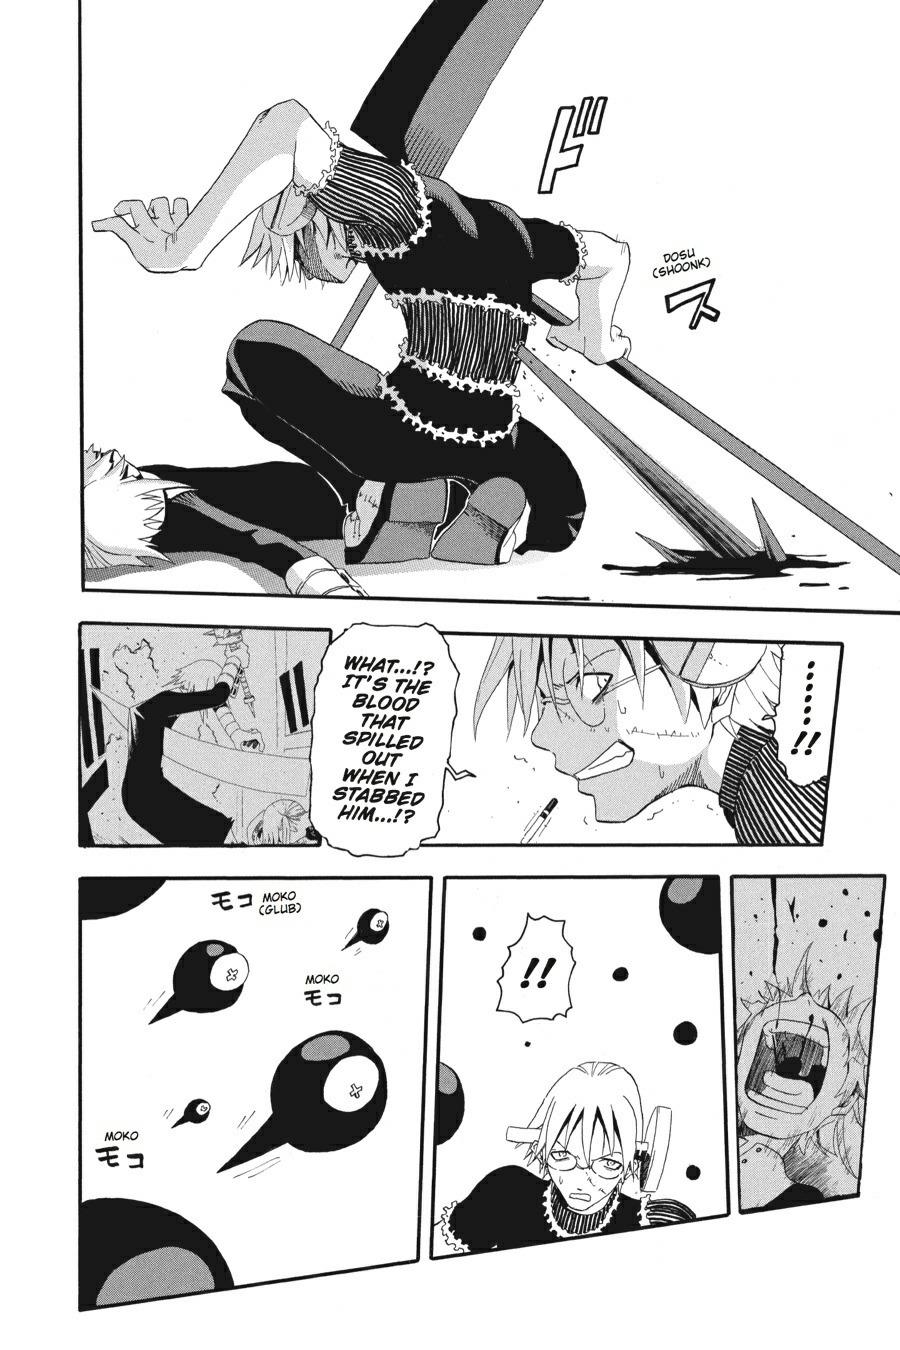 ドスッ
DOSU
(SHOONK)
......!!
WHAT...!?
IT'S THE
BLOOD
THAT
SPILLED
OUT
WHEN I
STABBED
HIM...!?
!!
モコ
MOKO
(GLUB)
MOKO
モコ
MOKO
モコ